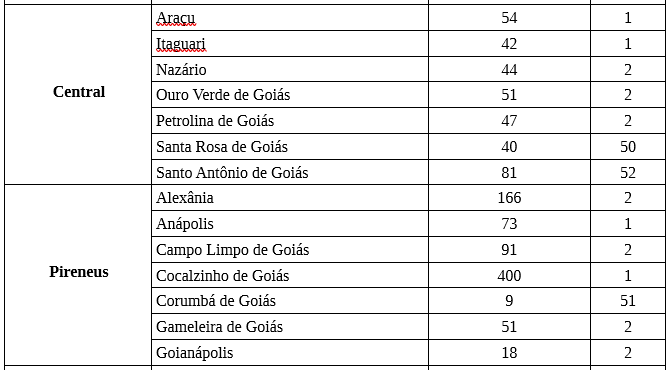 Central
Araçu 54 1
Itaguari 42 1
Nazário 44 2
Ouro Verde de Goiás 51 2
Petrolina de Goiás 47 2
Santa Rosa de Goiás 40 50
Santo Antônio de Goiás 81 52
Pireneus
Alexânia 166 2
Anápolis 73 1
Campo Limpo de Goiás 91 2
Cocalzinho de Goiás 400 1
Corumbá de Goiás 9 51
Gameleira de Goiás 51 2
Goianápolis 18 2